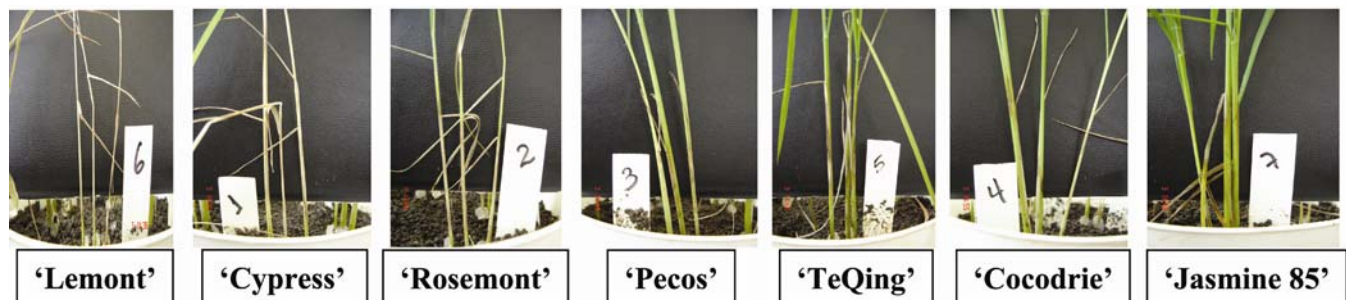 6
1
2
3
5
4
7
‘Lemont’
‘Cypress’
‘Rosemont’
‘Pecos’
‘TeQing’
‘Cocodrie’
‘Jasmine 85’